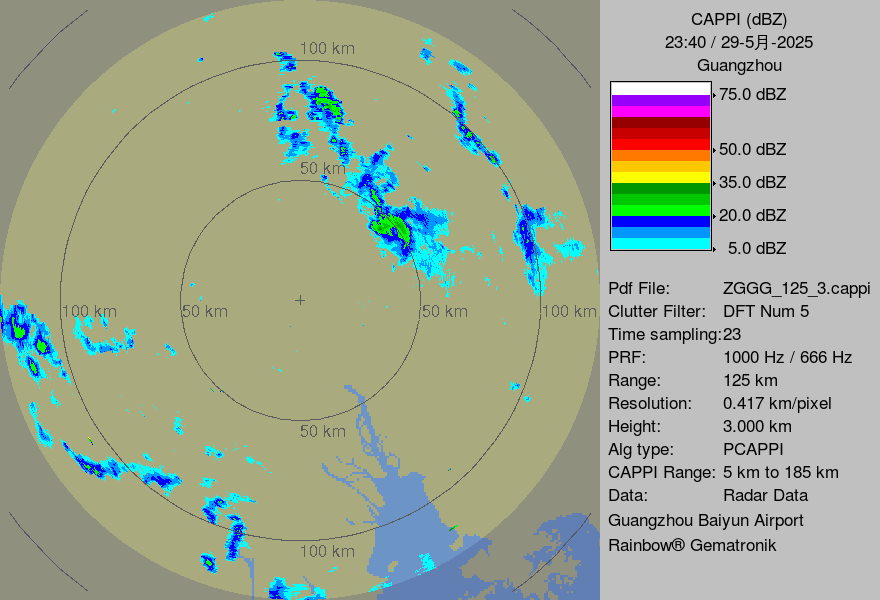 CAPPI (dBZ)
23:40 / 29-5月-2025
Guangzhou
75.0 dBZ
50.0 dBZ
35.0 dBZ
20.0 dBZ
5.0 dBZ
Pdf File: ZGGG_125_3.cappi
Clutter Filter: DFT Num 5
Time sampling:23
PRF: 1000 Hz / 666 Hz
Range: 125 km
Resolution: 0.417 km/pixel
Height: 3.000 km
Alg type: PCAPPI
CAPPI Range: 5 km to 185 km
Data: Radar Data
Guangzhou Baiyun Airport
Rainbow® Gematronik
100 km
50 km
100 km
50 km
50 km
100 km
50 km
100 km